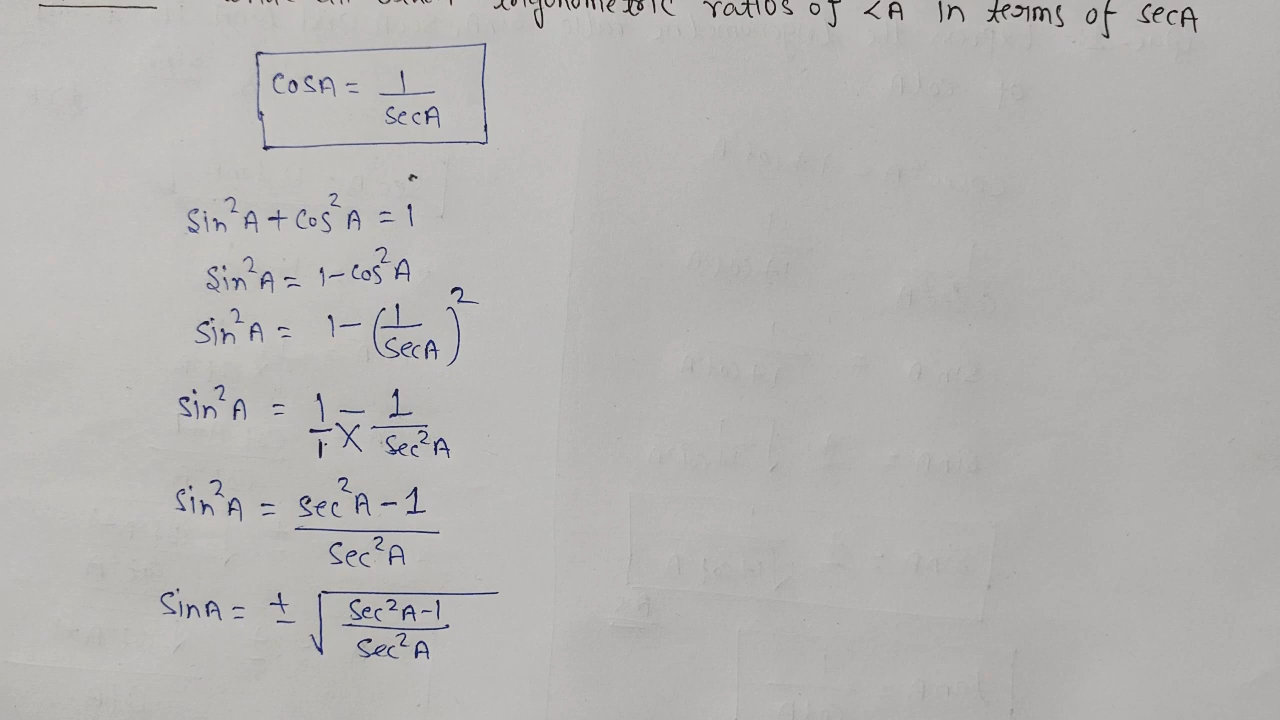 trigonometric ratios of <A in terms of secA
cosA = 1/secA
sin²A + cos²A = 1
sin²A = 1 - cos²A
sin²A = 1 - (1/secA)²
sin²A = 1/1 - × 1/sec²A
sin²A = sec²A - 1/sec²A
sinA = ± √(sec²A-1/sec²A)